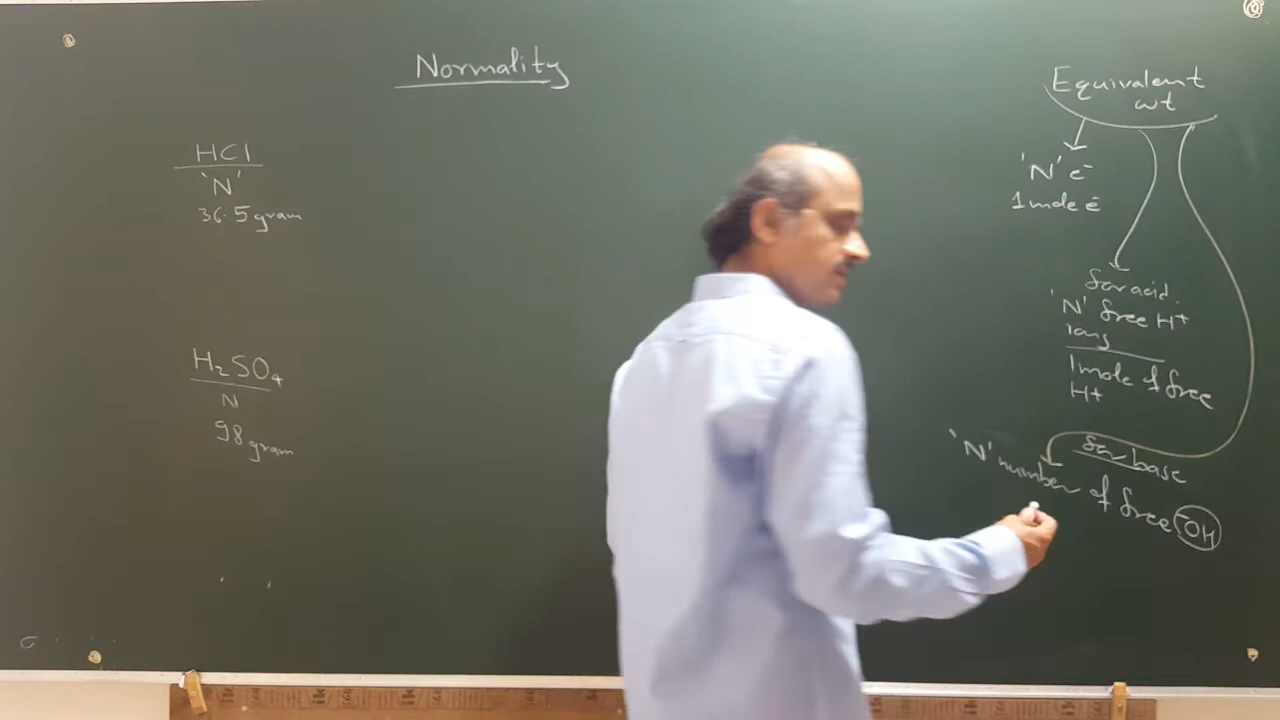 Normality
HCl
'N'
36.5 gram
H₂SO₄
N
98 gram
Equivalent
wt
'N' e⁻
1 mole e⁻
for acid.
'N' free H⁺
ions
1 mole of free
H⁺
for base
'N' number of free ⁻OH